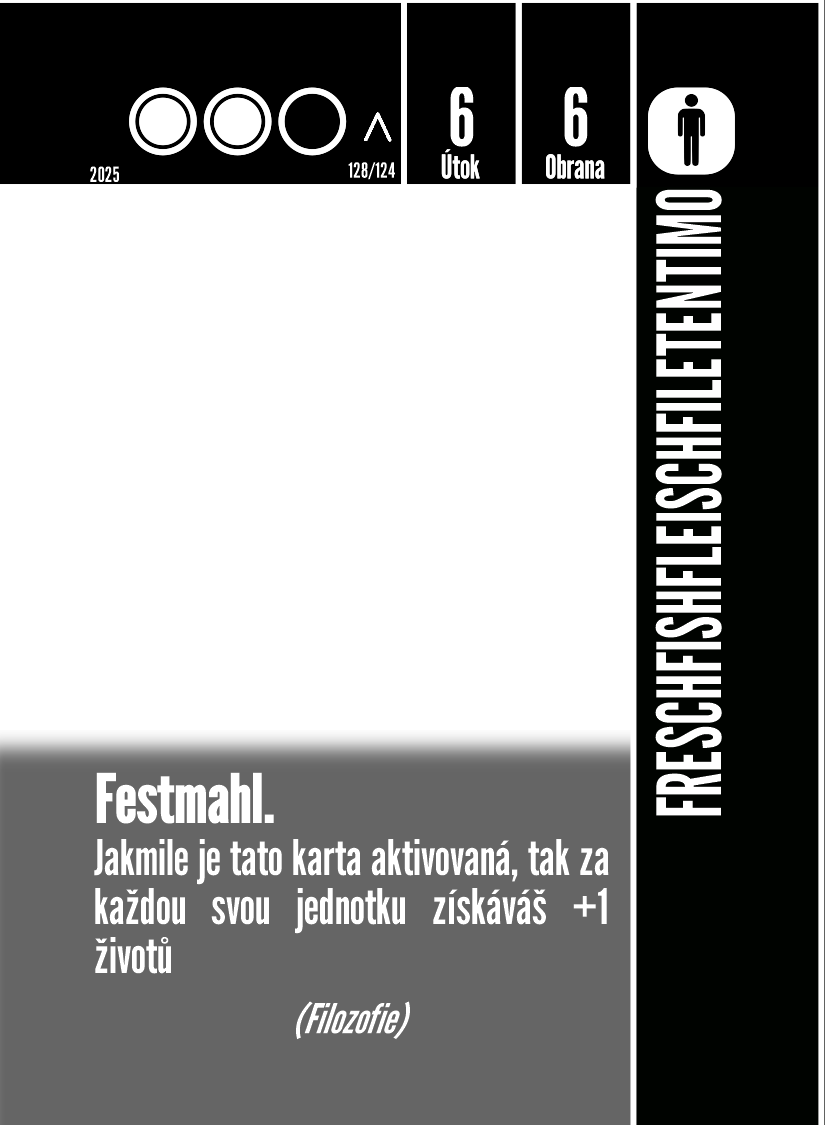 2025
128/124
6
Útok
6
Obrana
FRESCHFISHFLEISCHFILETENTIMO
Festmahl.
Jakmile je tato karta aktivovaná, tak za
každou svou jednotku získáváš +1
životů
(Filozofie)